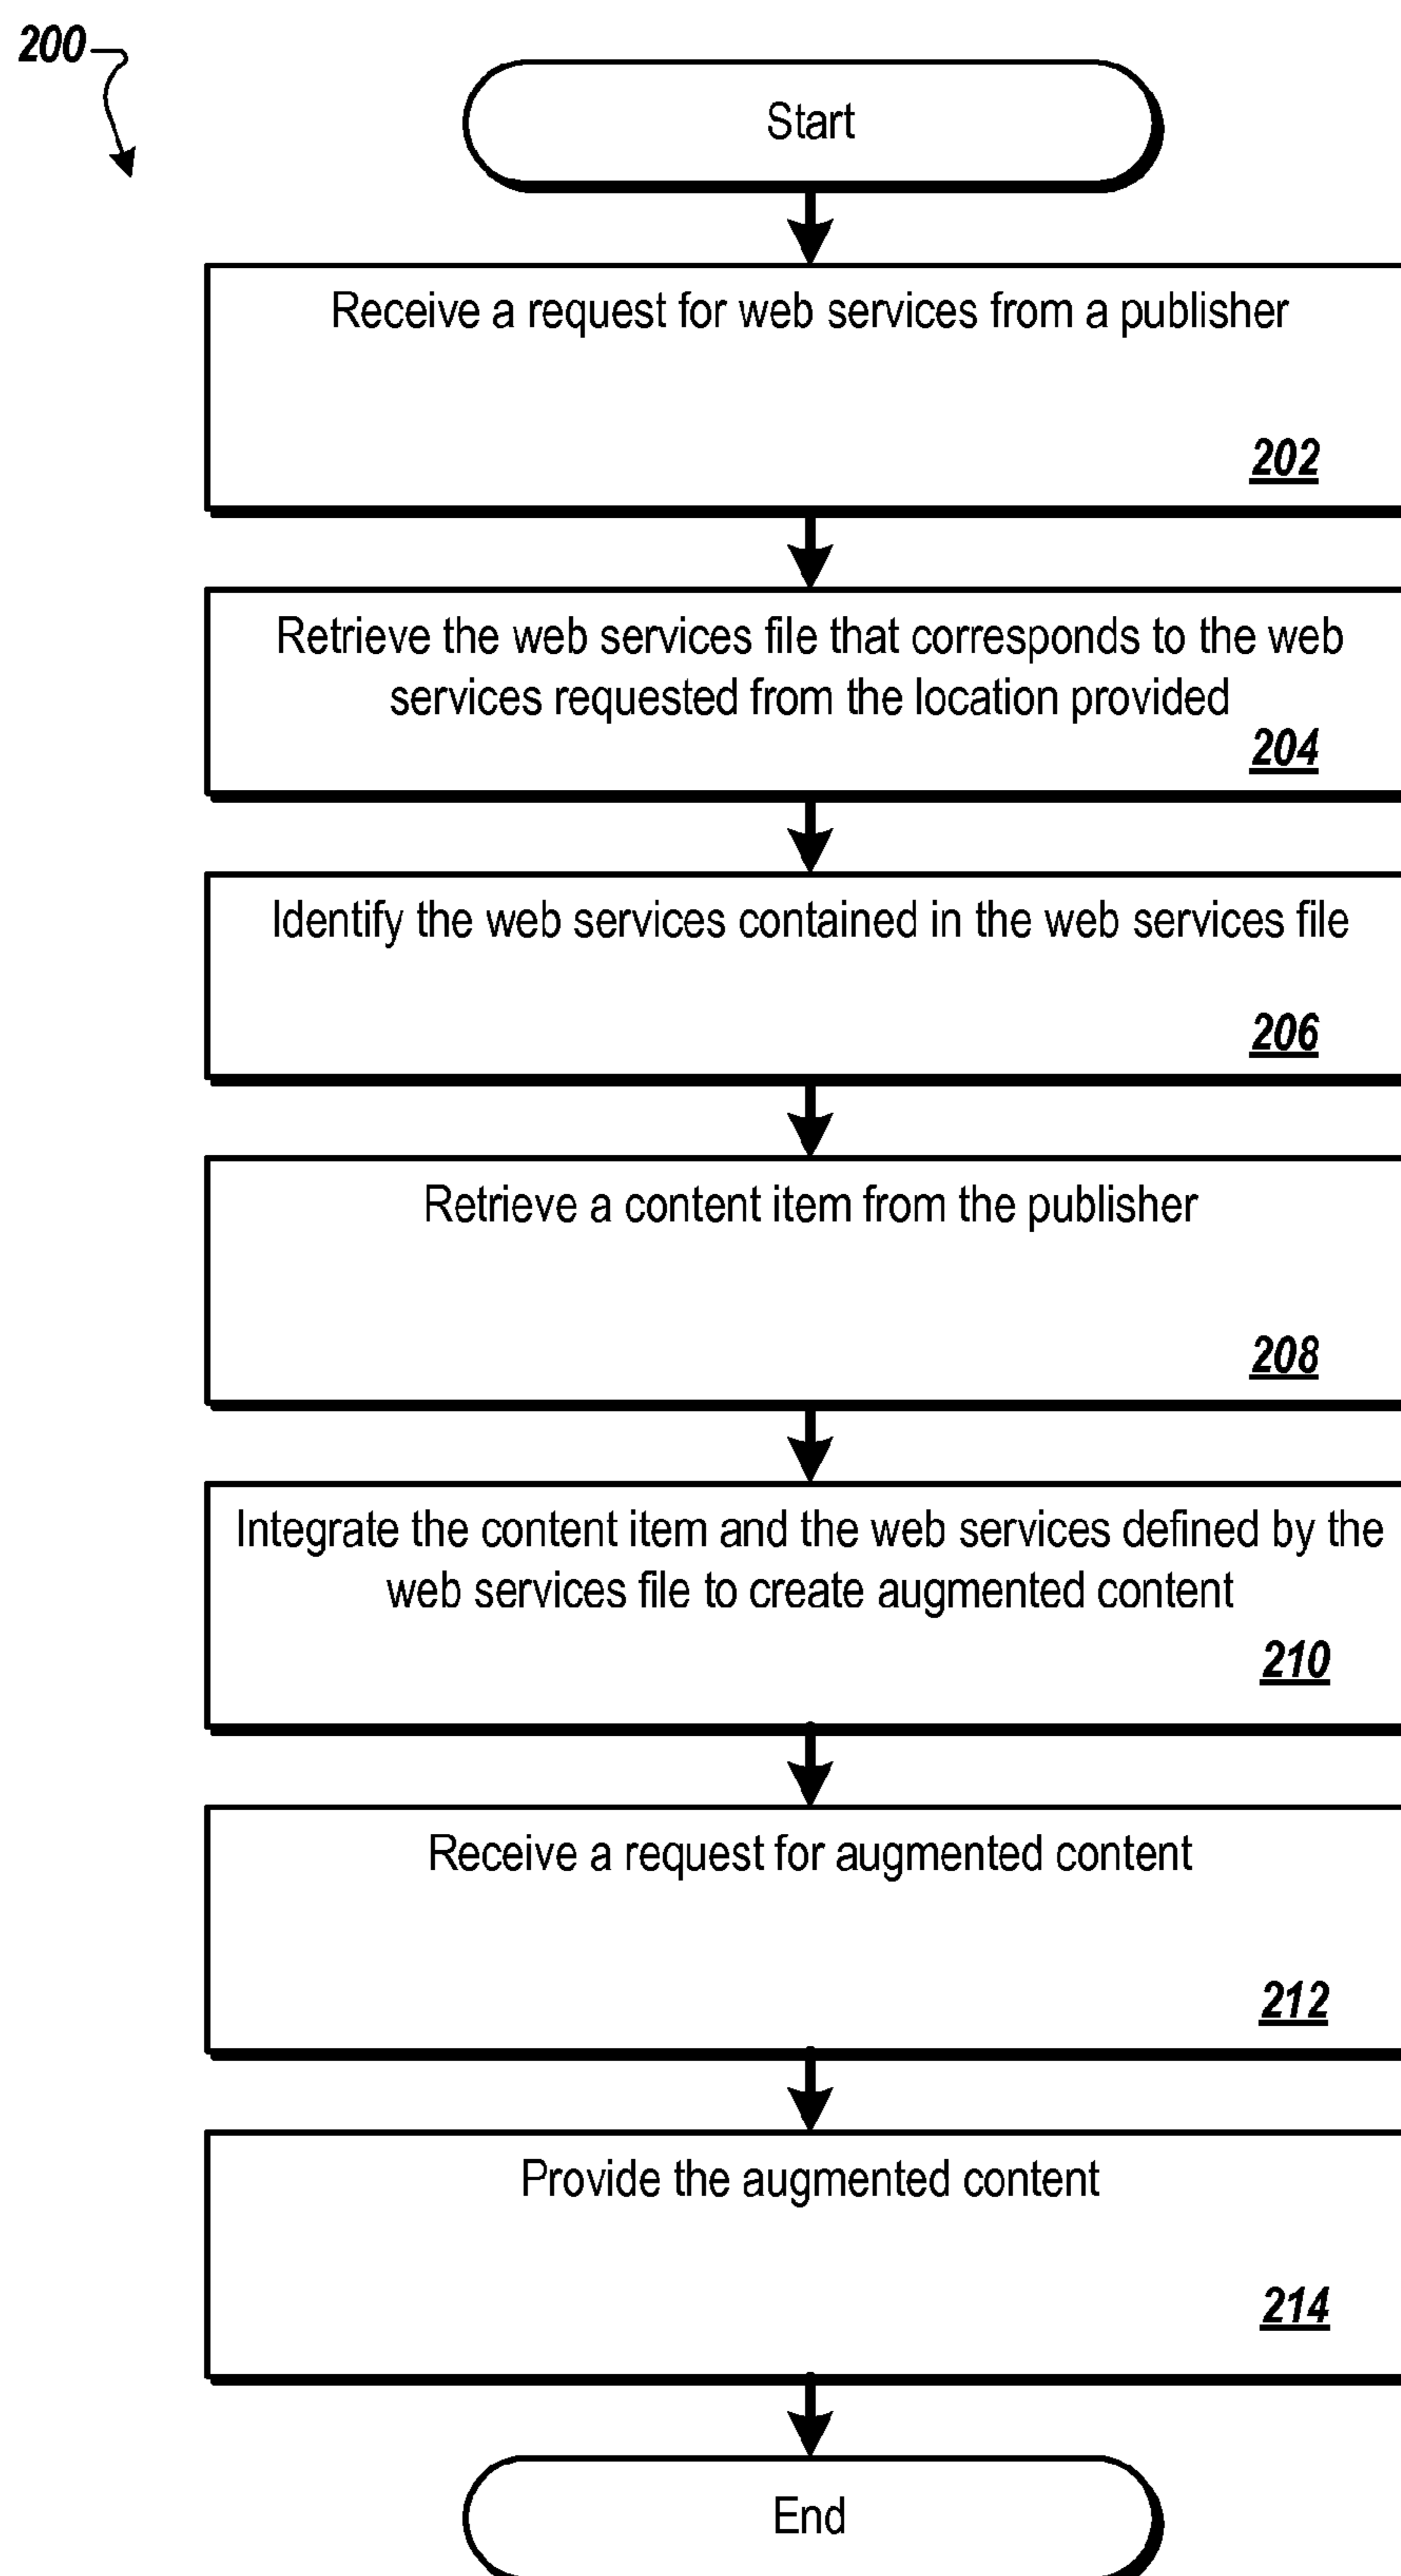 200
Start
Receive a request for web services from a publisher
202
Retrieve the web services file that corresponds to the web
services requested from the location provided
204
Identify the web services contained in the web services file
206
Retrieve a content item from the publisher
208
Integrate the content item and the web services defined by the
web services file to create augmented content
210
Receive a request for augmented content
212
Provide the augmented content
214
End